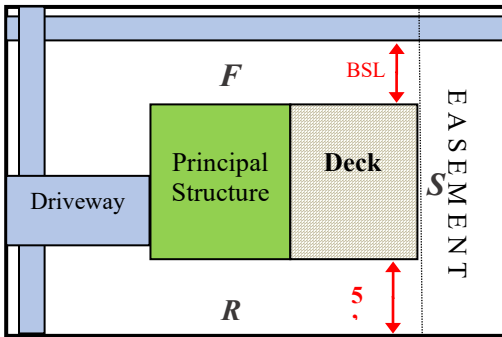 BSL
F
Principal
Structure
Deck
EASEMENT
S
Driveway
5'
R